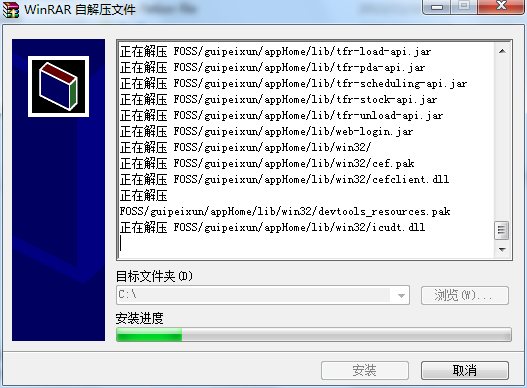 WinRAR 自解压文件
正在解压 FOSS/guipeixun/appHome/lib/tfr-load-api.jar
正在解压 FOSS/guipeixun/appHome/lib/tfr-pda-api.jar
正在解压 FOSS/guipeixun/appHome/lib/tfr-scheduling-api.jar
正在解压 FOSS/guipeixun/appHome/lib/tfr-stock-api.jar
正在解压 FOSS/guipeixun/appHome/lib/tfr-unload-api.jar
正在解压 FOSS/guipeixun/appHome/lib/web-login.jar
正在解压 FOSS/guipeixun/appHome/lib/win32/
正在解压 FOSS/guipeixun/appHome/lib/win32/cef.pak
正在解压 FOSS/guipeixun/appHome/lib/win32/cefclient.dll
正在解压
FOSS/guipeixun/appHome/lib/win32/devtools_resources.pak
正在解压 FOSS/guipeixun/appHome/lib/win32/icudt.dll
目标文件夹(D)
C:\
浏览(W)...
安装进度
安装
取消